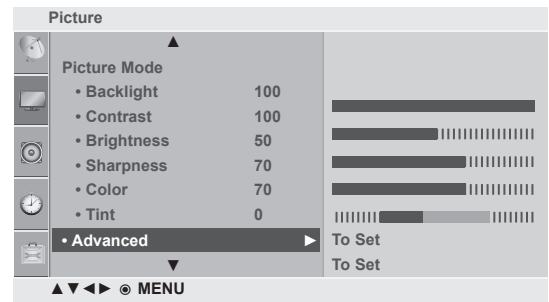 Picture
▲
Picture Mode
• Backlight 100
• Contrast 100
• Brightness 50
• Sharpness 70
• Color 70
• Tint 0
• Advanced ► To Set
▼ To Set
▲▼◄► ◉ MENU